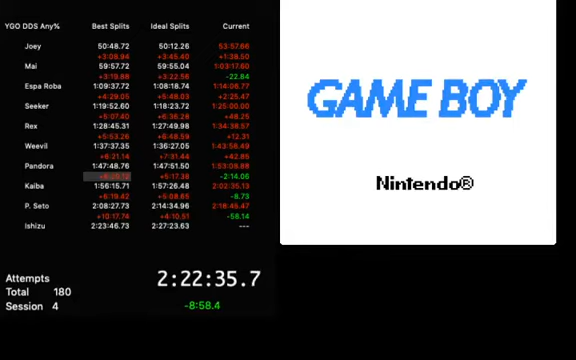 YGO DDS Any% Best Splits Ideal Splits Current
Joey 50:48.72 50:12.26 53:57.66
+3:08.94 +3:45.40 +1:38.50
Mai 59:57.72 59:55.04 1:03:17.60
+3:19.88 +3:22.56 -22.84
Espa Roba 1:09:37.72 1:08:18.74 1:14:06.77
+4:29.05 +5:48.03 +2:25.47
Seeker 1:19:52.60 1:18:23.72 1:25:00.00
+5:07.40 +6:36.28 +48.25
Rex 1:28:45.31 1:27:49.98 1:34:38.57
+5:53.26 +6:48.59 +12.31
Weevil 1:37:37.35 1:36:27.05 1:43:58.49
+6:21.14 +7:31.44 +42.85
Pandora 1:47:48.76 1:47:51.50 1:53:08.88
+5:17.38 -2:14.06
Kaiba 1:56:15.71 1:57:26.48 2:02:35.13
+6:19.42 +5:08.65 -8.73
P. Seto 2:08:27.73 2:14:34.96 2:18:45.47
+10:17.74 +4:10.51 -58.14
Ishizu 2:23:46.73 2:27:23.63 ---
Attempts
Total 180
Session 4
2:22:35.7
-8:58.4
GAME BOY
Nintendo®